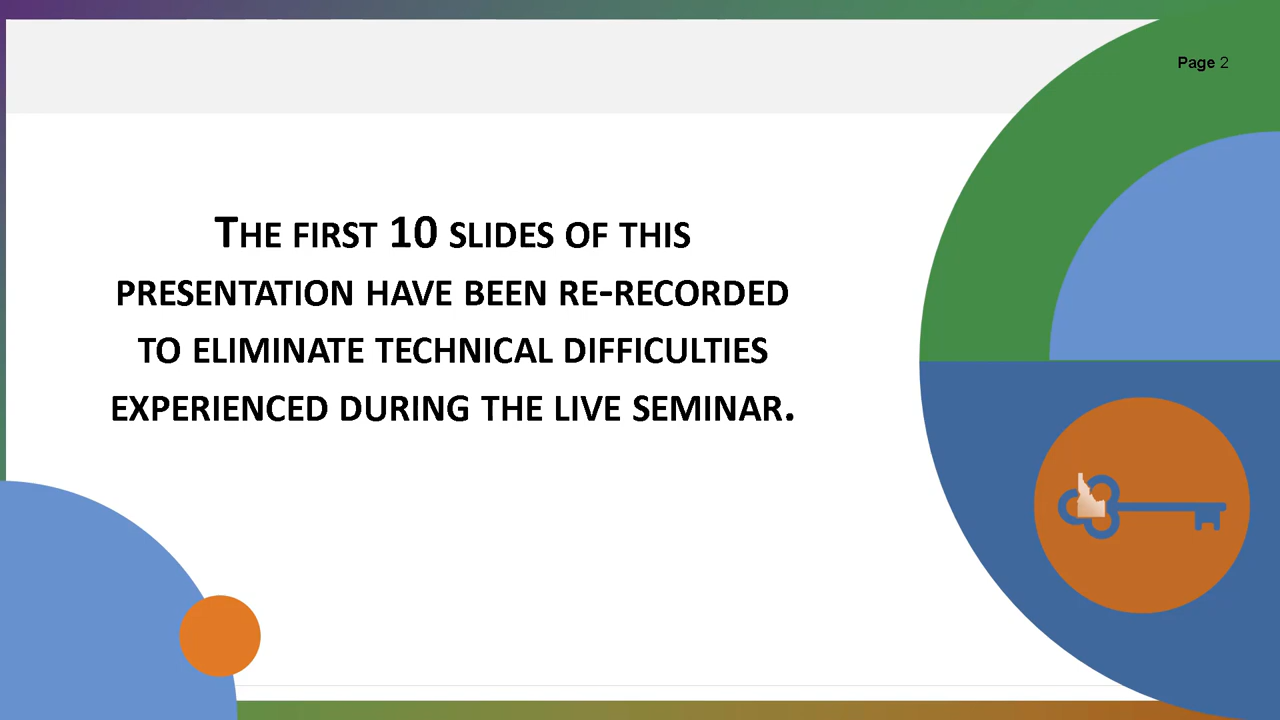 Page 2
The first 10 slides of this
presentation have been re-recorded
to eliminate technical difficulties
experienced during the live seminar.